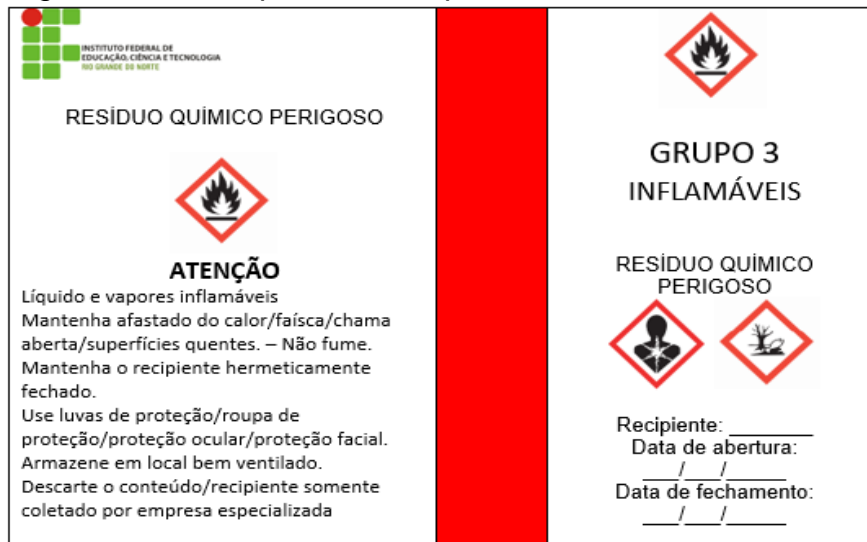 INSTITUTO FEDERAL DE
EDUCAÇÃO, CIÊNCIA E TECNOLOGIA
RIO GRANDE DO NORTE
RESÍDUO QUÍMICO PERIGOSO
ATENÇÃO
Líquido e vapores inflamáveis
Mantenha afastado do calor/faísca/chama
aberta/superfícies quentes. – Não fume.
Mantenha o recipiente hermeticamente
fechado.
Use luvas de proteção/roupa de
proteção/proteção ocular/proteção facial.
Armazene em local bem ventilado.
Descarte o conteúdo/recipiente somente
coletado por empresa especializada
GRUPO 3
INFLAMÁVEIS
RESÍDUO QUÍMICO
PERIGOSO
Recipiente: _______
Data de abertura:
___/___/_____
Data de fechamento:
___/___/_____